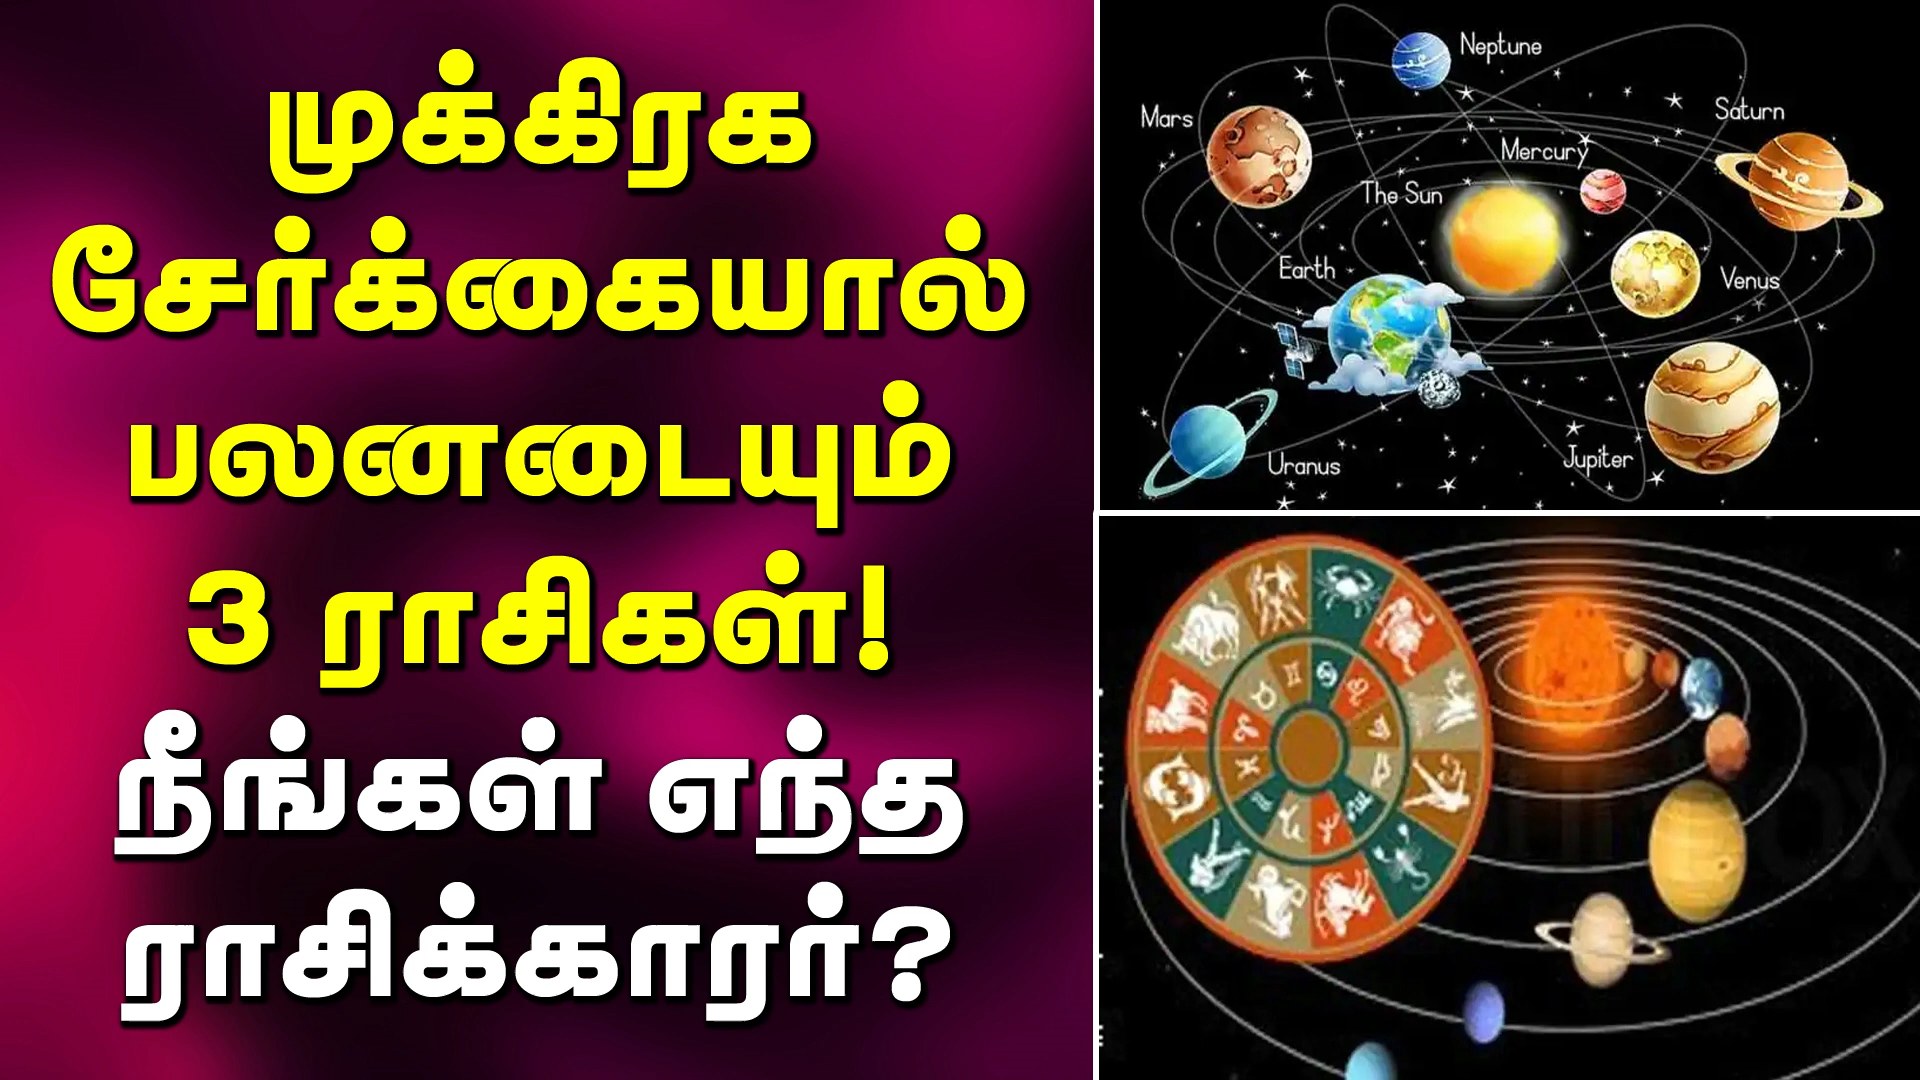 முக்கிரக
சேர்க்கையால்
பலனடையும்
3 ராசிகள்!
நீங்கள் எந்த
ராசிக்காரர்?
Neptune
Mars
Saturn
Mercury
The Sun
Earth
Venus
Uranus
Jupiter